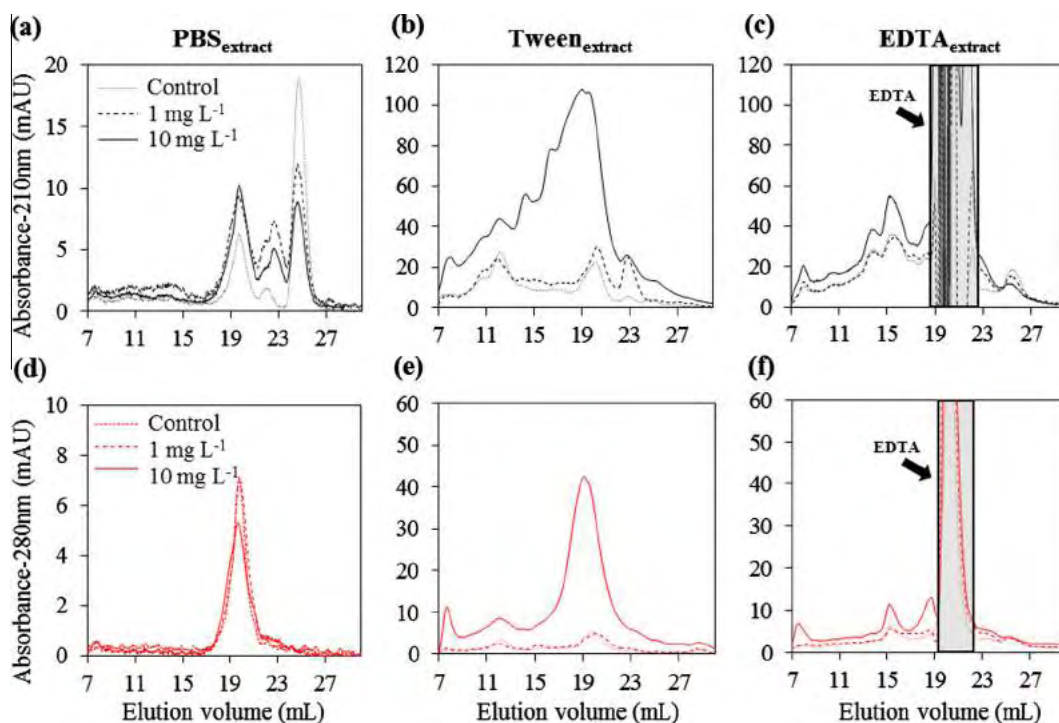 (a) PBSextract
(b) Tweenextract
(c) EDTAextract
Absorbance-210nm (mAU)
20
15
10
5
0
Control
1 mg L-1
10 mg L-1
7 11 15 19 23 27
120
100
80
60
40
20
0
7 11 15 19 23 27
120
100
80
60
40
20
0
EDTA
7 11 15 19 23 27
(d)
(e)
(f)
Absorbance-280nm (mAU)
10
8
6
4
2
0
Control
1 mg L-1
10 mg L-1
7 11 15 19 23 27
Elution volume (mL)
60
50
40
30
20
10
0
7 11 15 19 23 27
Elution volume (mL)
60
50
40
30
20
10
0
EDTA
7 11 15 19 23 27
Elution volume (mL)